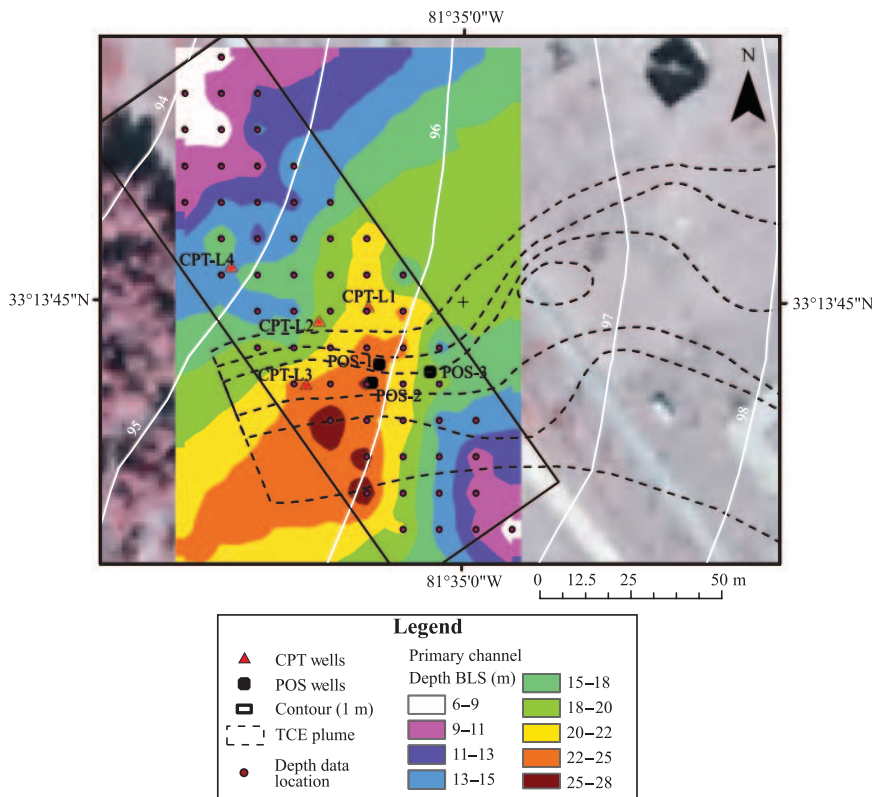 81°35'0"W
N
94
96
CPT-L4
33°13'45"N
33°13'45"N
CPT-L1
CPT-L2
97
POS-1
POS-3
CPT-L3
POS-2
95
98
81°35'0"W
0 12.5 25 50 m
Legend
CPT wells
POS wells
Contour (1 m)
TCE plume
Depth data
location
Primary channel
Depth BLS (m)
6–9
9–11
11–13
13–15
15–18
18–20
20–22
22–25
25–28